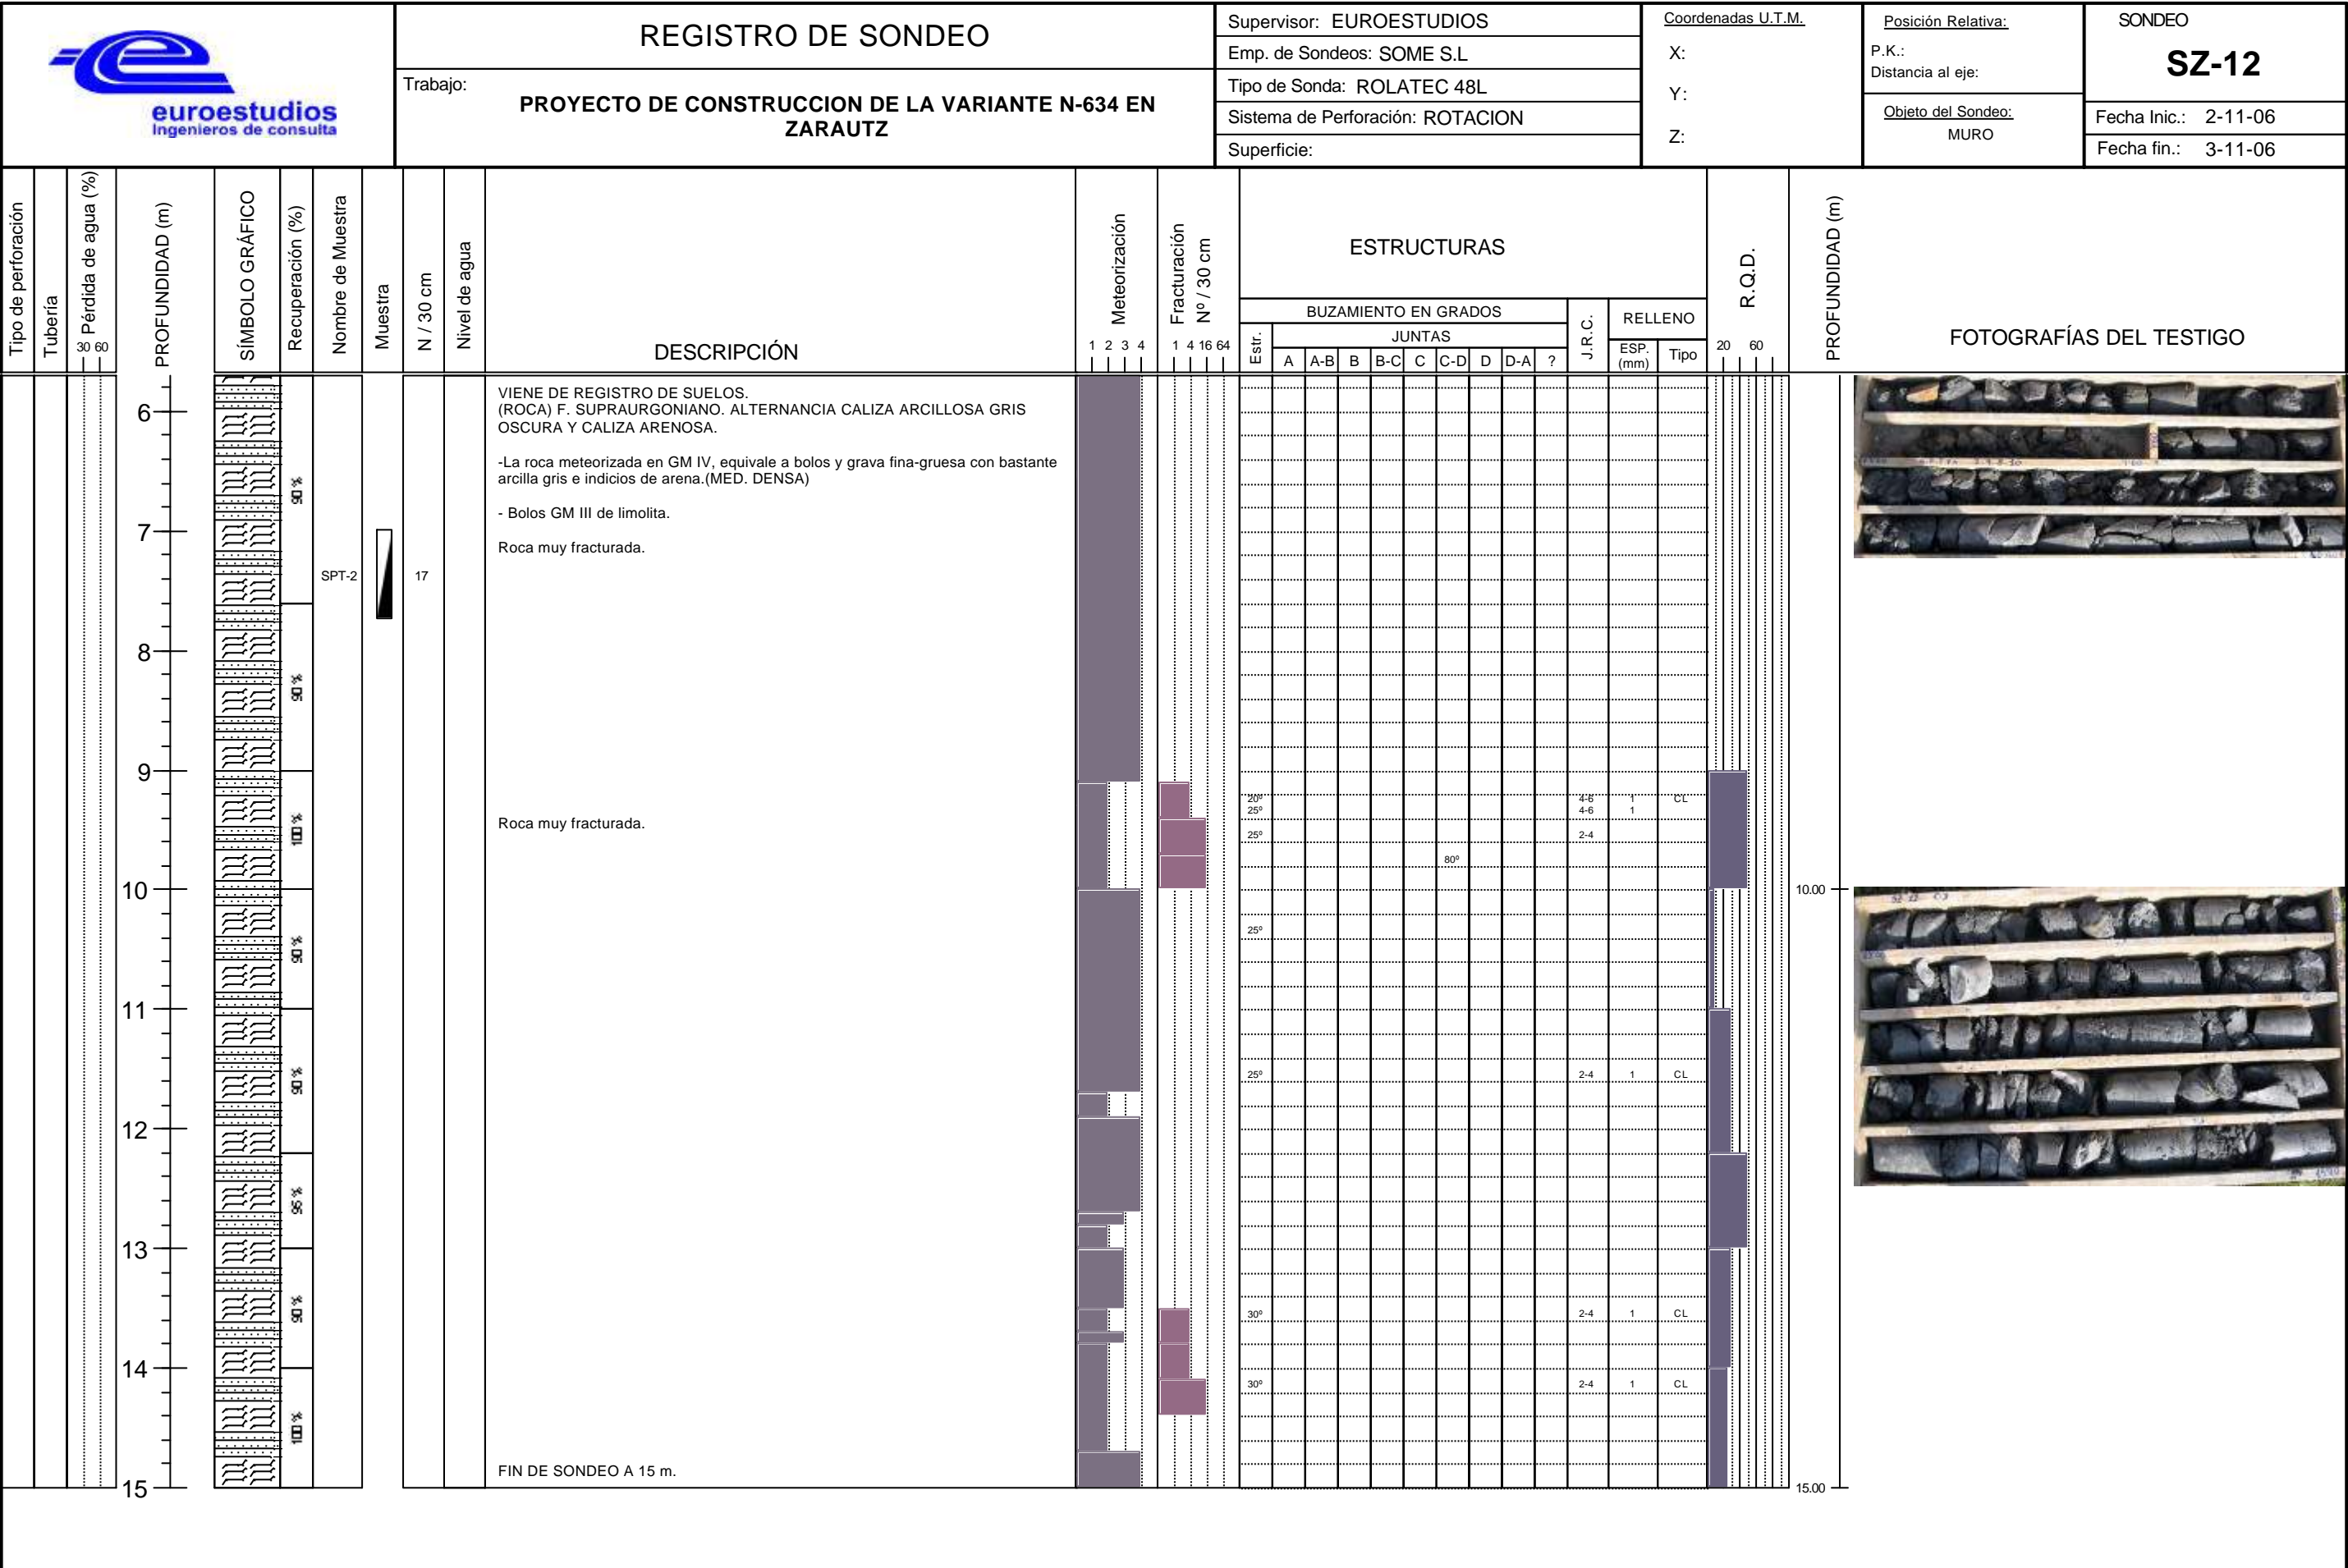 euroestudios
Ingenieros de consulta
REGISTRO DE SONDEO
Trabajo:
PROYECTO DE CONSTRUCCION DE LA VARIANTE N-634 EN
ZARAUTZ
Supervisor: EUROESTUDIOS
Emp. de Sondeos: SOME S.L
Tipo de Sonda: ROLATEC 48L
Sistema de Perforación: ROTACION
Superficie:
Coordenadas U.T.M.
X:
Y:
Z:
Posición Relativa:
P.K.:
Distancia al eje:
Objeto del Sondeo:
MURO
SONDEO
SZ-12
Fecha Inic.: 2-11-06
Fecha fin.: 3-11-06
Tipo de perforación
Tubería
Pérdida de agua (%)
30 60
PROFUNDIDAD (m)
SÍMBOLO GRÁFICO
Recuperación (%)
Nombre de Muestra
Muestra
N / 30 cm
Nivel de agua
DESCRIPCIÓN
Meteorización
1 2 3 4
Fracturación
Nº / 30 cm
1 4 16 64
ESTRUCTURAS
BUZAMIENTO EN GRADOS
Estr.
JUNTAS
A A-B B B-C C C-D D D-A ?
J.R.C.
RELLENO
ESP.
(mm)
Tipo
R.Q.D.
20 60
PROFUNDIDAD (m)
FOTOGRAFÍAS DEL TESTIGO
VIENE DE REGISTRO DE SUELOS.
(ROCA) F. SUPRAURGONIANO. ALTERNANCIA CALIZA ARCILLOSA GRIS
OSCURA Y CALIZA ARENOSA.
-La roca meteorizada en GM IV, equivale a bolos y grava fina-gruesa con bastante
arcilla gris e indicios de arena.(MED. DENSA)
- Bolos GM III de limolita.
Roca muy fracturada.
6
90 %
7
SPT-2 17
8
90 %
9
20º 4-6 1 CL
25º 4-6 1
100 %
Roca muy fracturada.
25º 2-4
80º
10
10.00
25º
90 %
11
25º 2-4 1 CL
90 %
12
95 %
13
30º 2-4 1 CL
90 %
14
30º 2-4 1 CL
100 %
FIN DE SONDEO A 15 m.
15
15.00